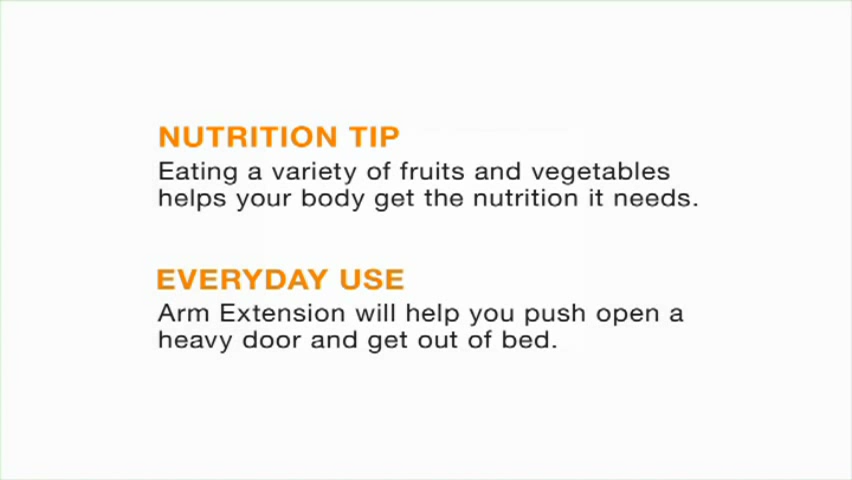 NUTRITION TIP
Eating a variety of fruits and vegetables
helps your body get the nutrition it needs.
EVERYDAY USE
Arm Extension will help you push open a
heavy door and get out of bed.